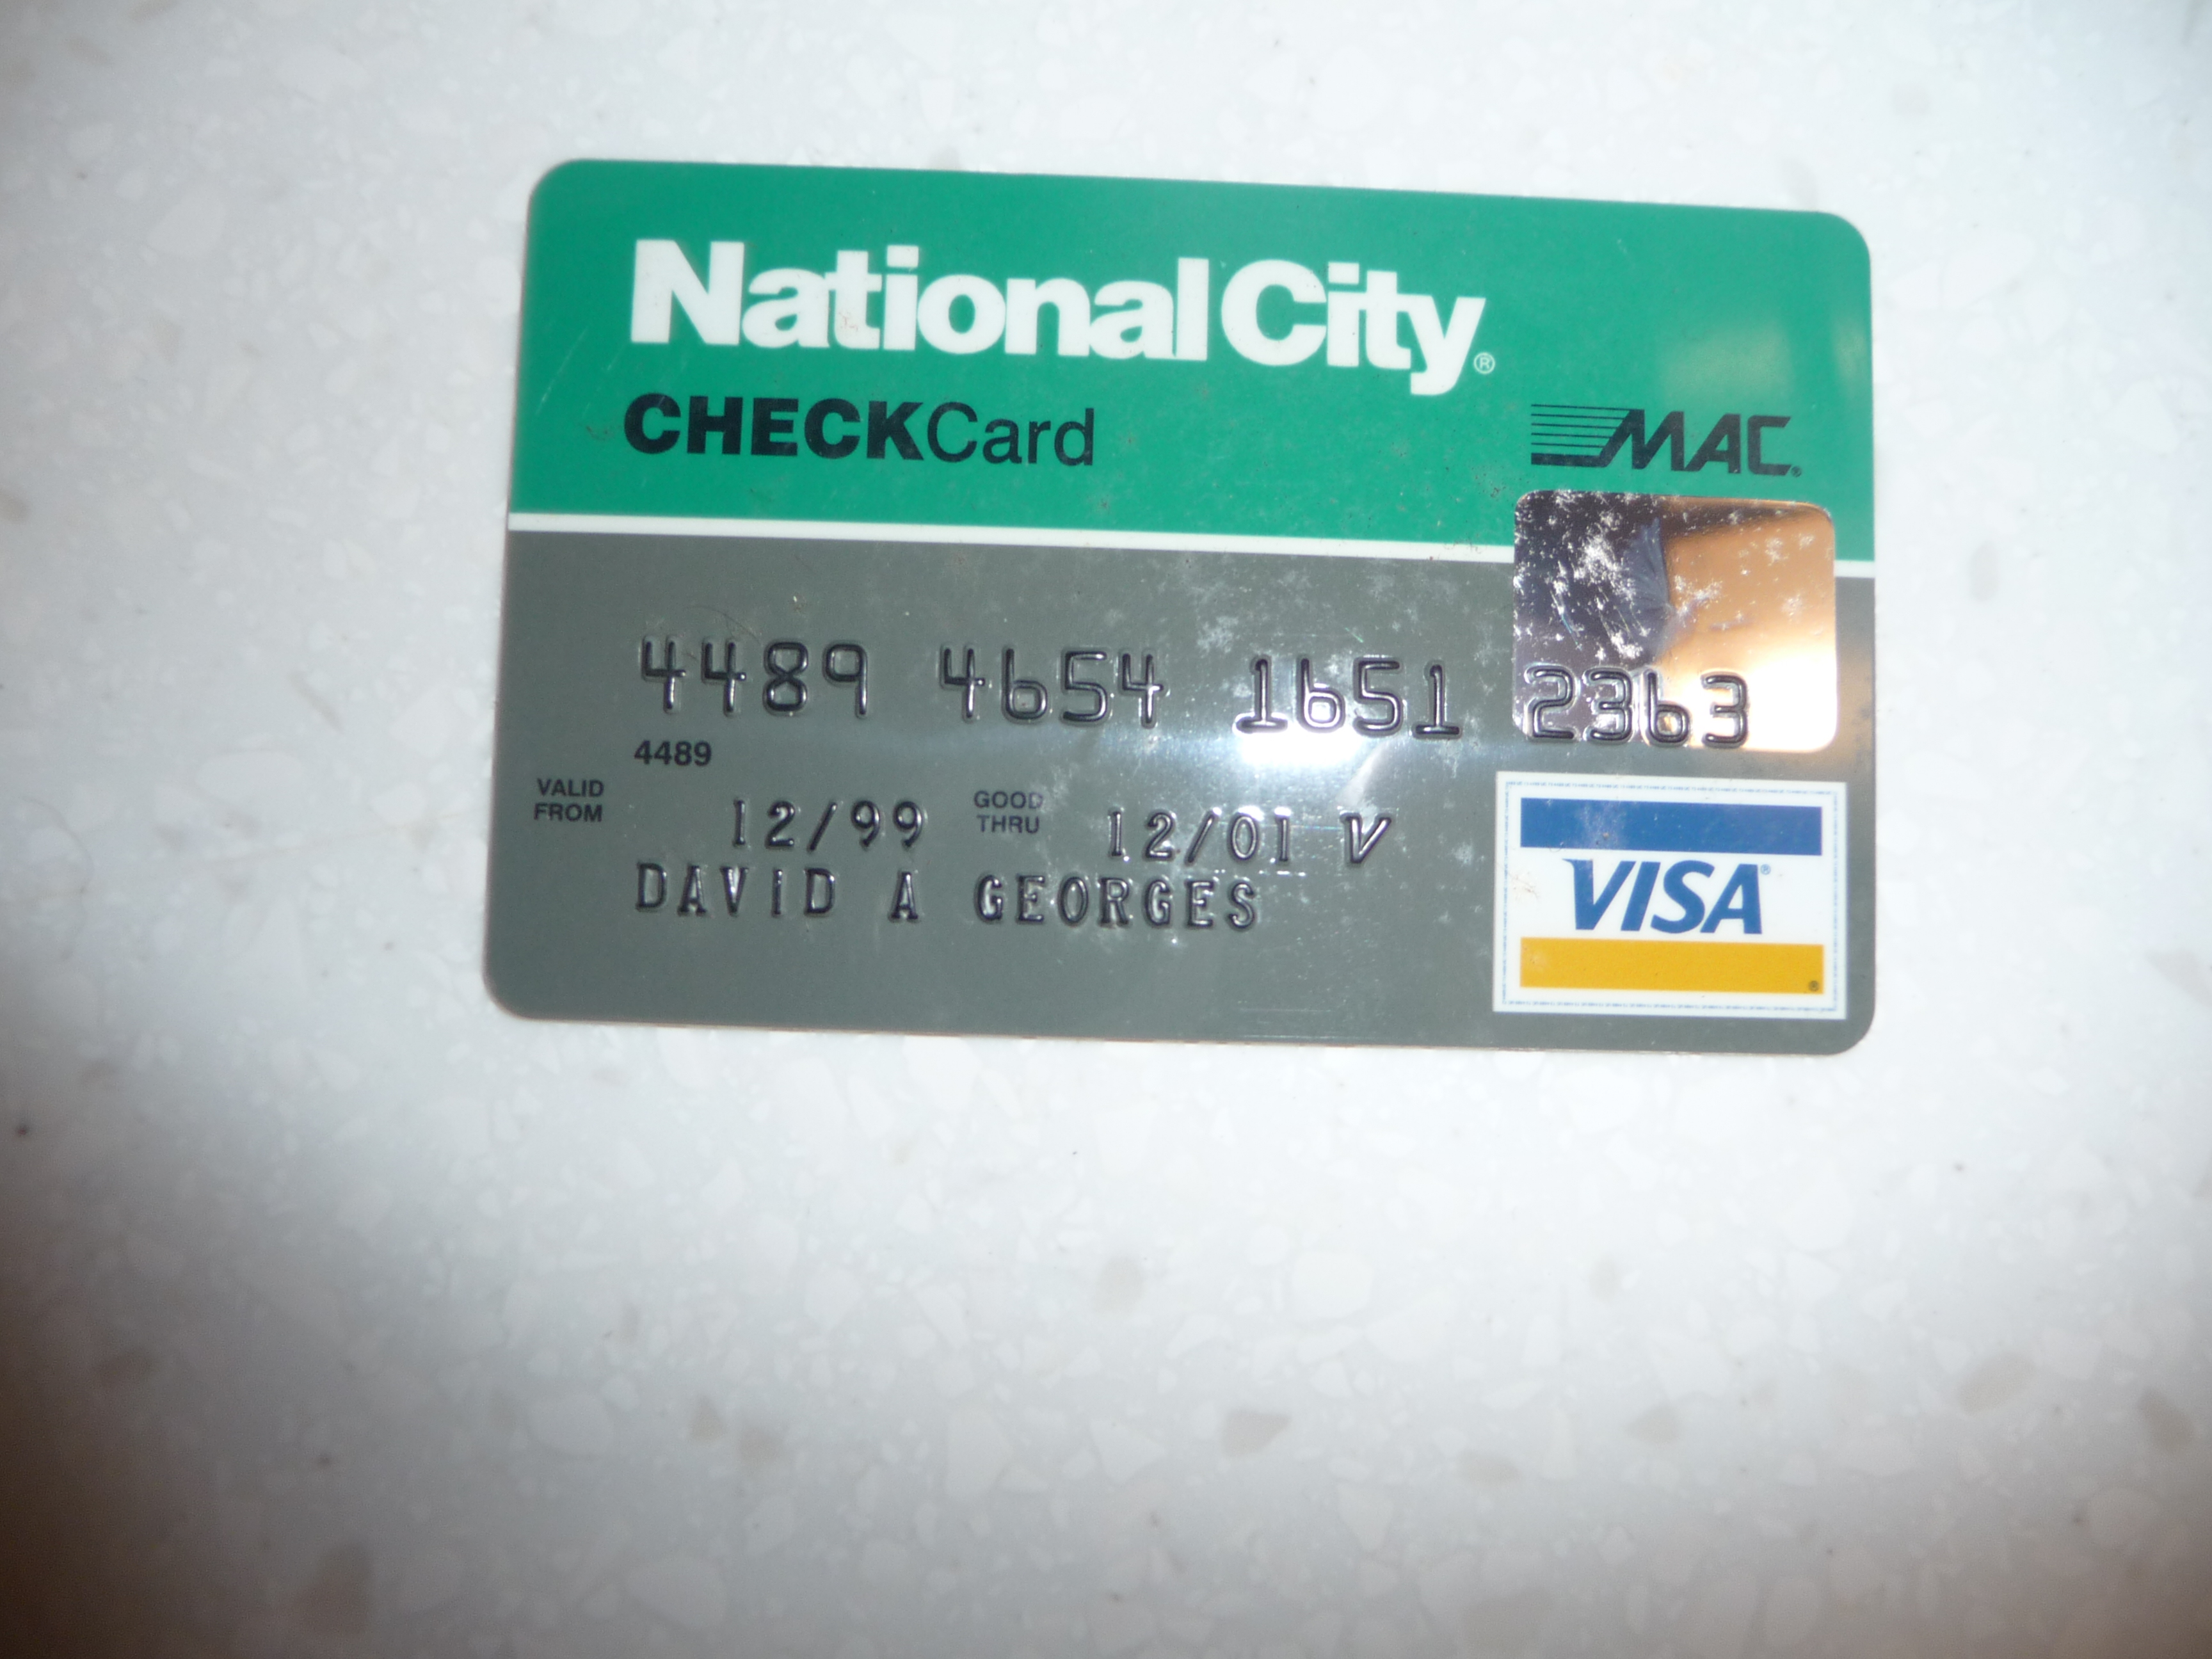 National City®
CHECKCard
MAC®
4489 4654 1651 2363
4489
VALID FROM 12/99 GOOD THRU 12/01 V
DAVID A GEORGES
VISA®